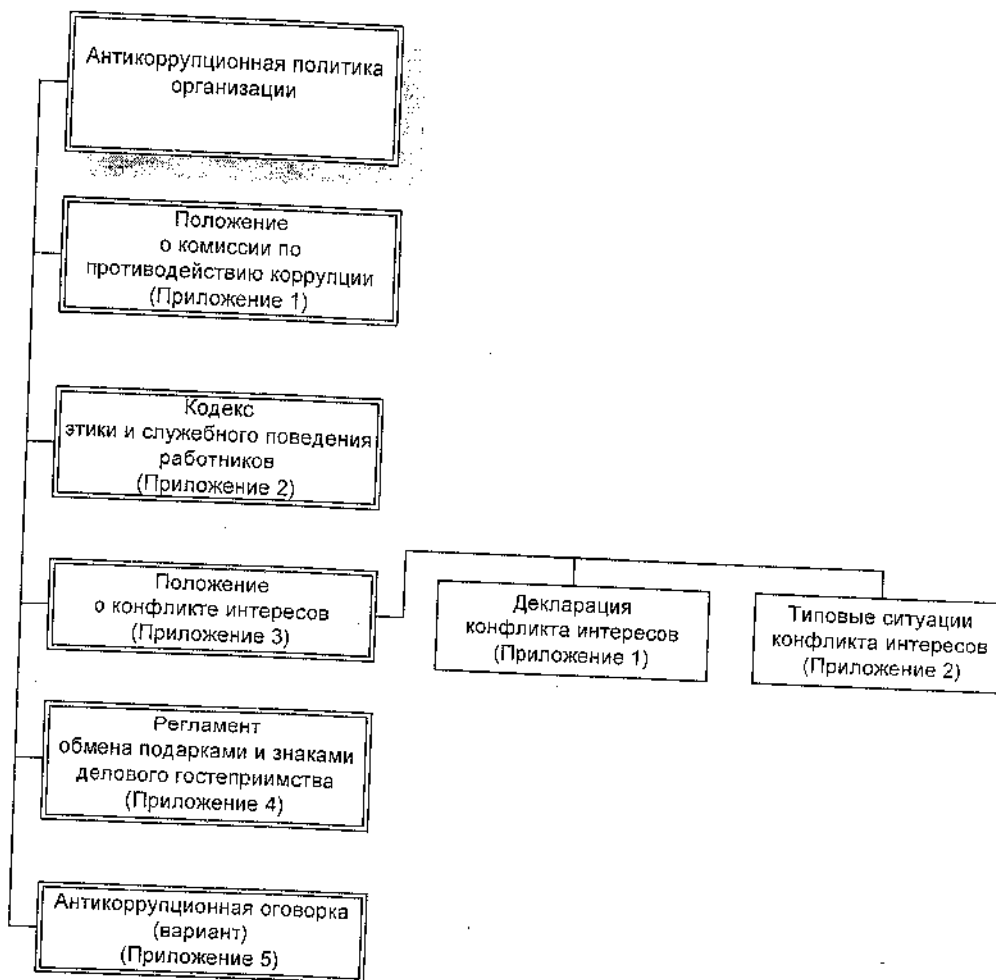 Антикоррупционная политика
организации
Положение
о комиссии по
противодействию коррупции
(Приложение 1)
Кодекс
этики и служебного поведения
работников
(Приложение 2)
Положение
о конфликте интересов
(Приложение 3)
Декларация
конфликта интересов
(Приложение 1)
Типовые ситуации
конфликта интересов
(Приложение 2)
Регламент
обмена подарками и знаками
делового гостеприимства
(Приложение 4)
Антикоррупционная оговорка
(вариант)
(Приложение 5)